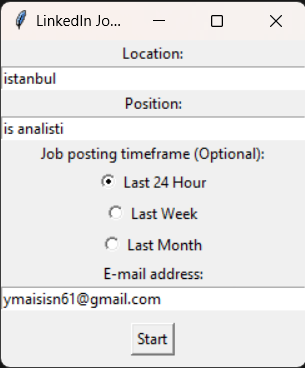 LinkedIn Jo...
Location:
istanbul
Position:
is analisti
Job posting timeframe (Optional):
Last 24 Hour
Last Week
Last Month
E-mail address:
ymaisisn61@gmail.com
Start